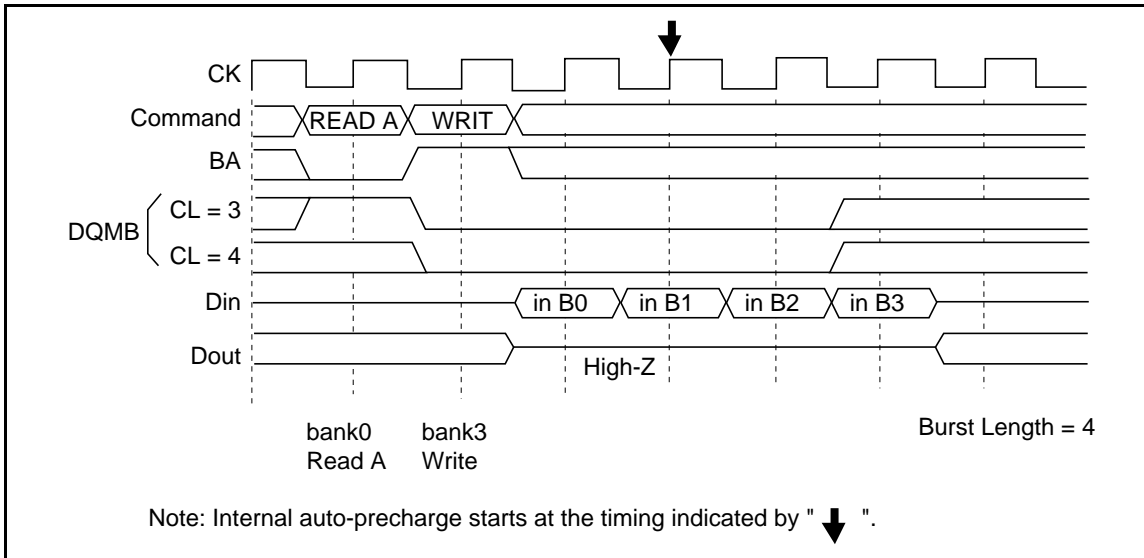 CK
Command READ A WRIT
BA
DQMB
CL = 3
CL = 4
Din in B0 in B1 in B2 in B3
Dout High-Z
bank0 bank3 Burst Length = 4
Read A Write
Note: Internal auto-precharge starts at the timing indicated by " ".